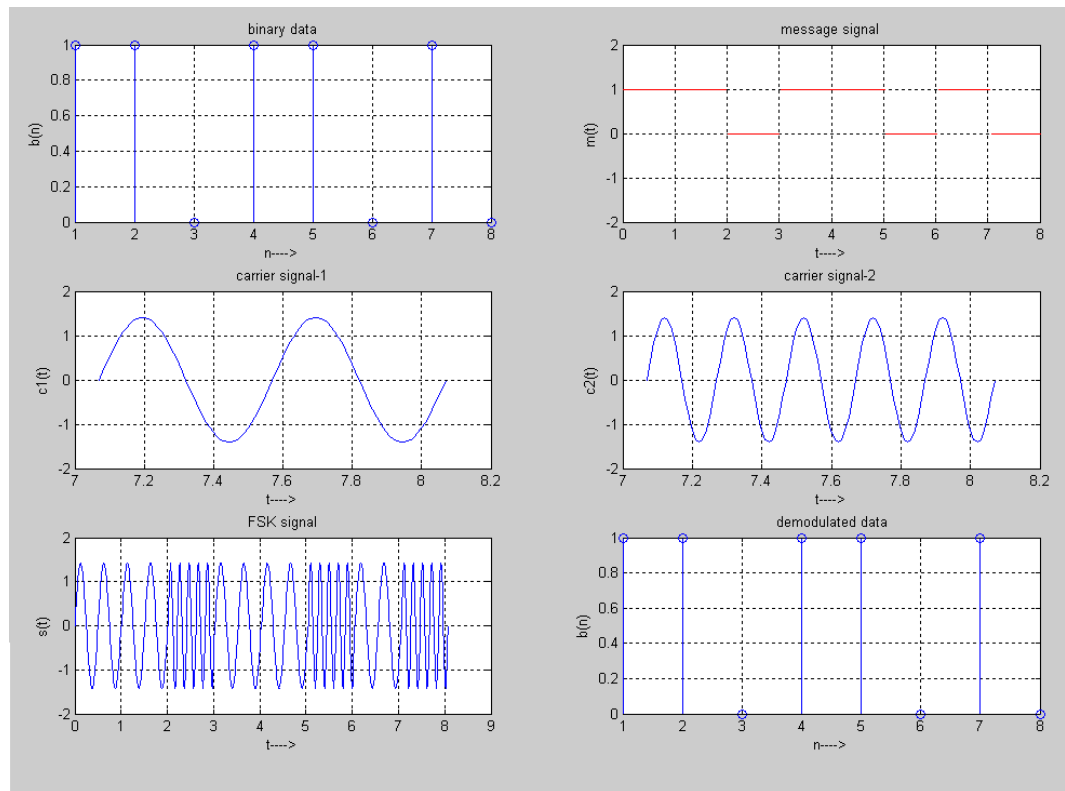 binary data
b(n)
1
0.8
0.6
0.4
0.2
0
1 2 3 4 5 6 7 8
n---->
message signal
m(t)
2
1
0
-1
-2
0 1 2 3 4 5 6 7 8
t---->
carrier signal-1
c1(t)
2
1
0
-1
-2
7 7.2 7.4 7.6 7.8 8 8.2
t---->
carrier signal-2
c2(t)
2
1
0
-1
-2
7 7.2 7.4 7.6 7.8 8 8.2
t---->
FSK signal
s(t)
2
1
0
-1
-2
0 1 2 3 4 5 6 7 8 9
t---->
demodulated data
b(n)
1
0.8
0.6
0.4
0.2
0
1 2 3 4 5 6 7 8
n---->